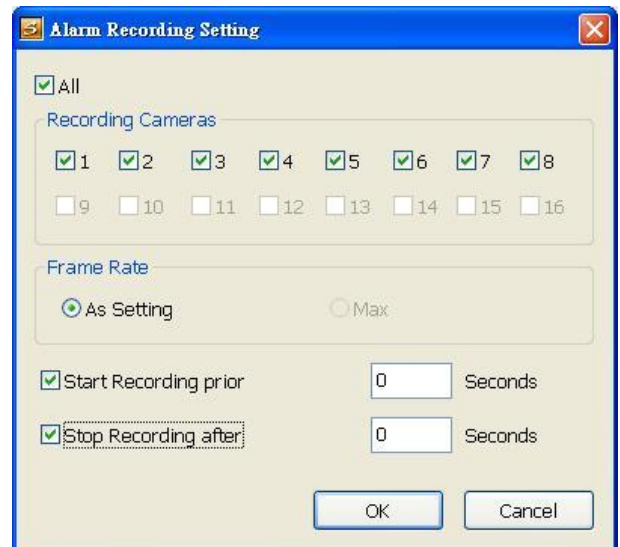 Alarm Recording Setting
All
Recording Cameras
1 2 3 4 5 6 7 8
9 10 11 12 13 14 15 16
Frame Rate
As Setting Max
Start Recording prior 0 Seconds
Stop Recording after 0 Seconds
OK Cancel